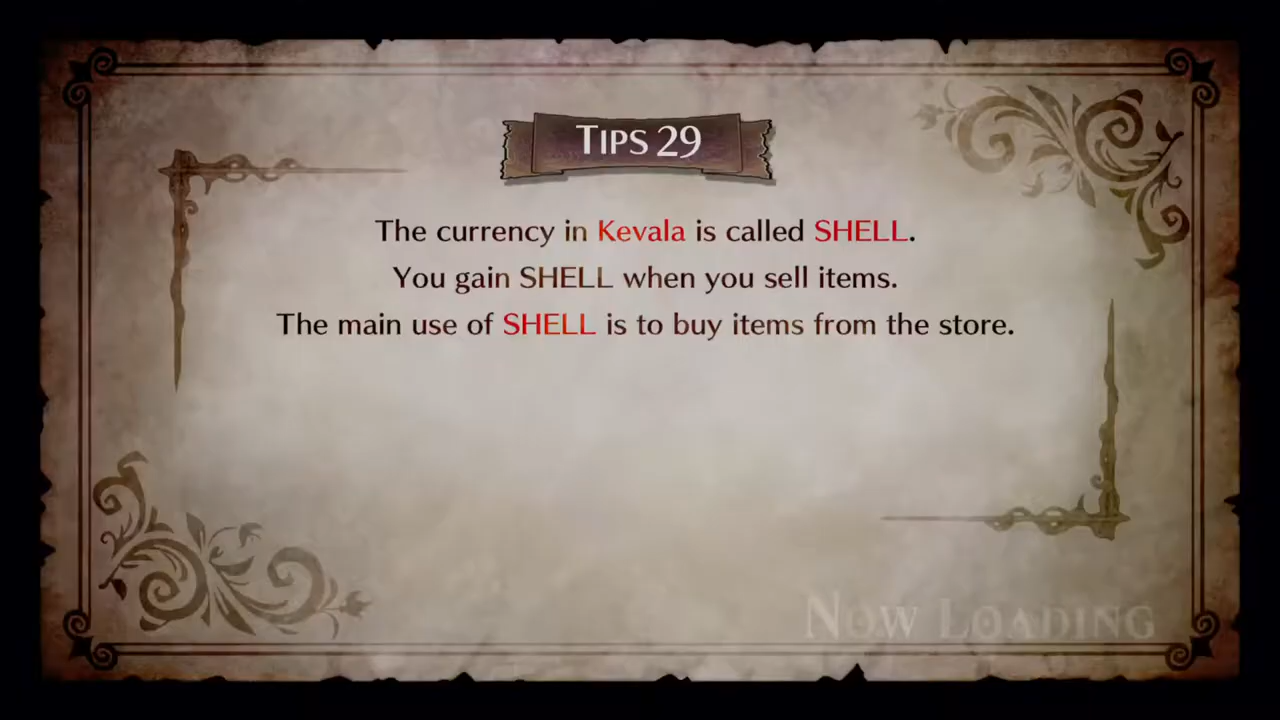 TIPS 29
The currency in Kevala is called SHELL.
You gain SHELL when you sell items.
The main use of SHELL is to buy items from the store.
NOW LOADING